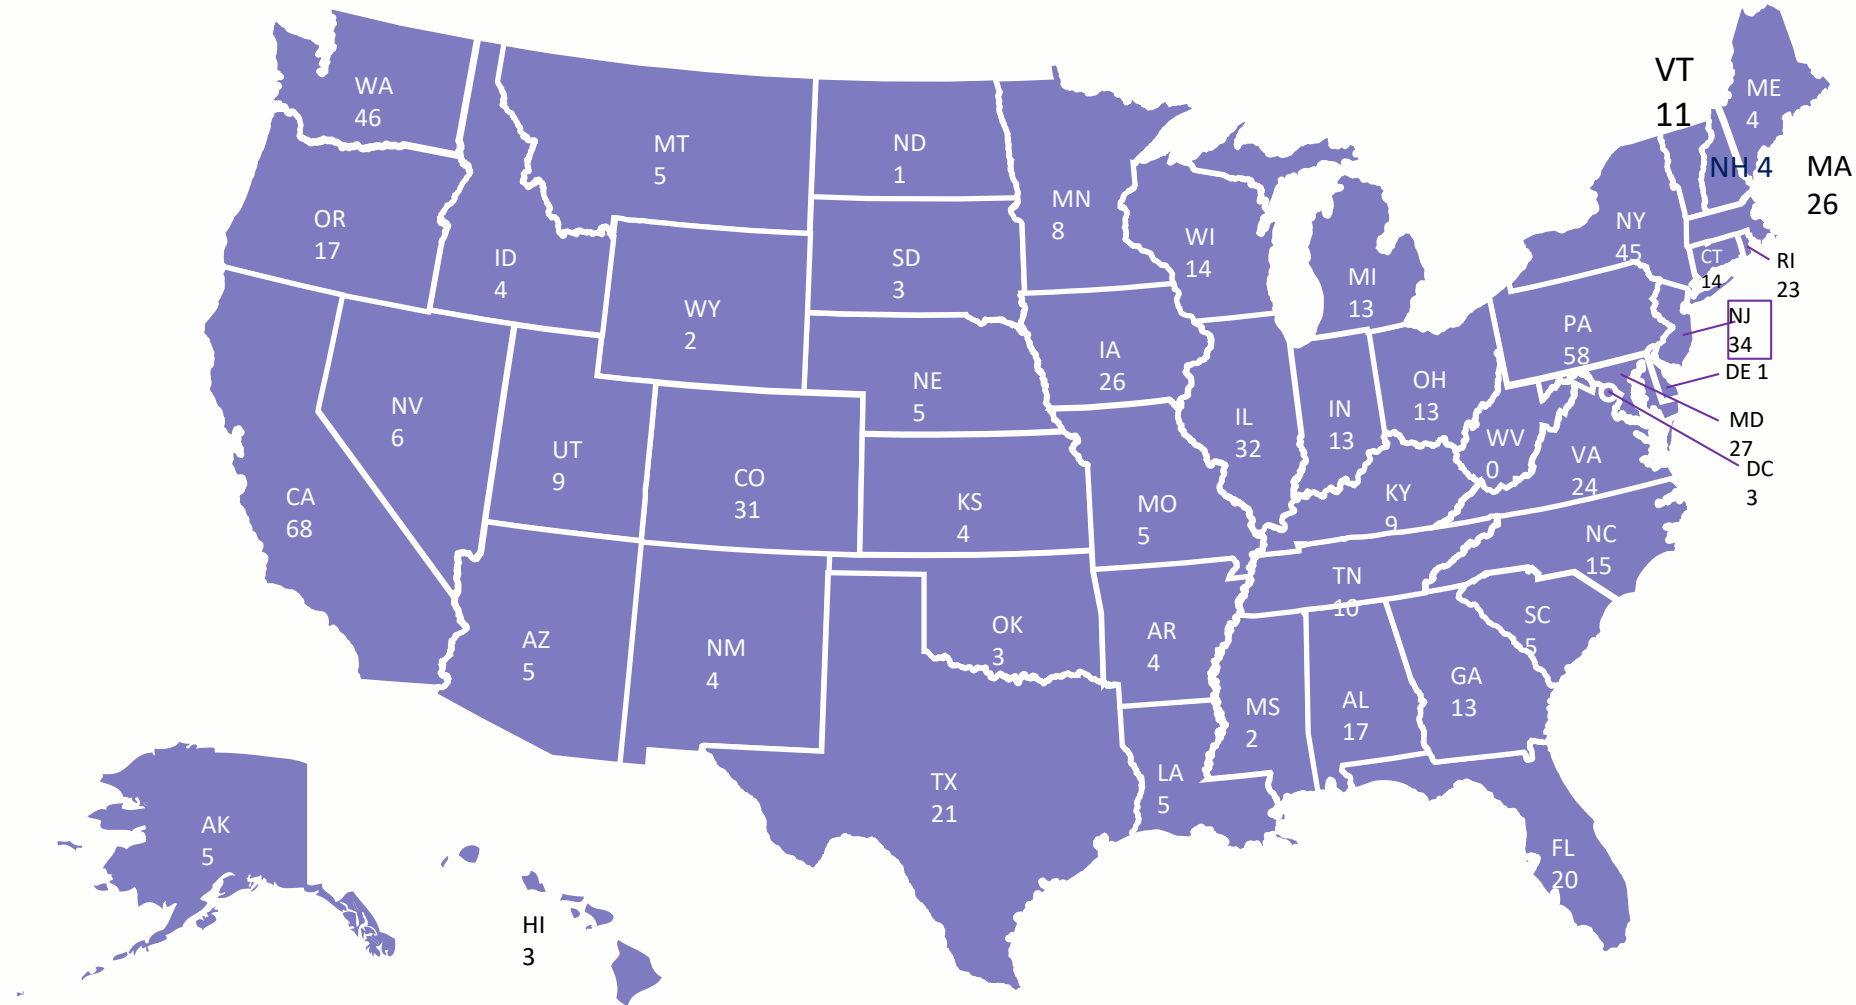 VT
11
ME
4
WA
46
MT
5
ND
1
MN
8
NH 4
MA
26
OR
17
NY
45
WI
14
ID
4
SD
3
CT
14
RI
23
MI
13
WY
2
NJ
34
PA
58
IA
26
DE 1
NE
5
OH
13
NV
6
IN
13
IL
32
MD
27
WV
0
UT
9
VA
24
DC
3
CO
31
CA
68
KS
4
MO
5
KY
9
NC
15
TN
10
SC
5
OK
3
AR
4
AZ
5
NM
4
GA
13
AL
17
MS
2
LA
5
TX
21
AK
5
FL
20
HI
3